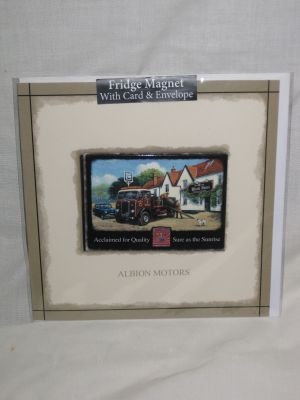 Fridge Magnet
With Card & Envelope
Acclaimed for Quality Sure as the Sunrise
ALBION MOTORS